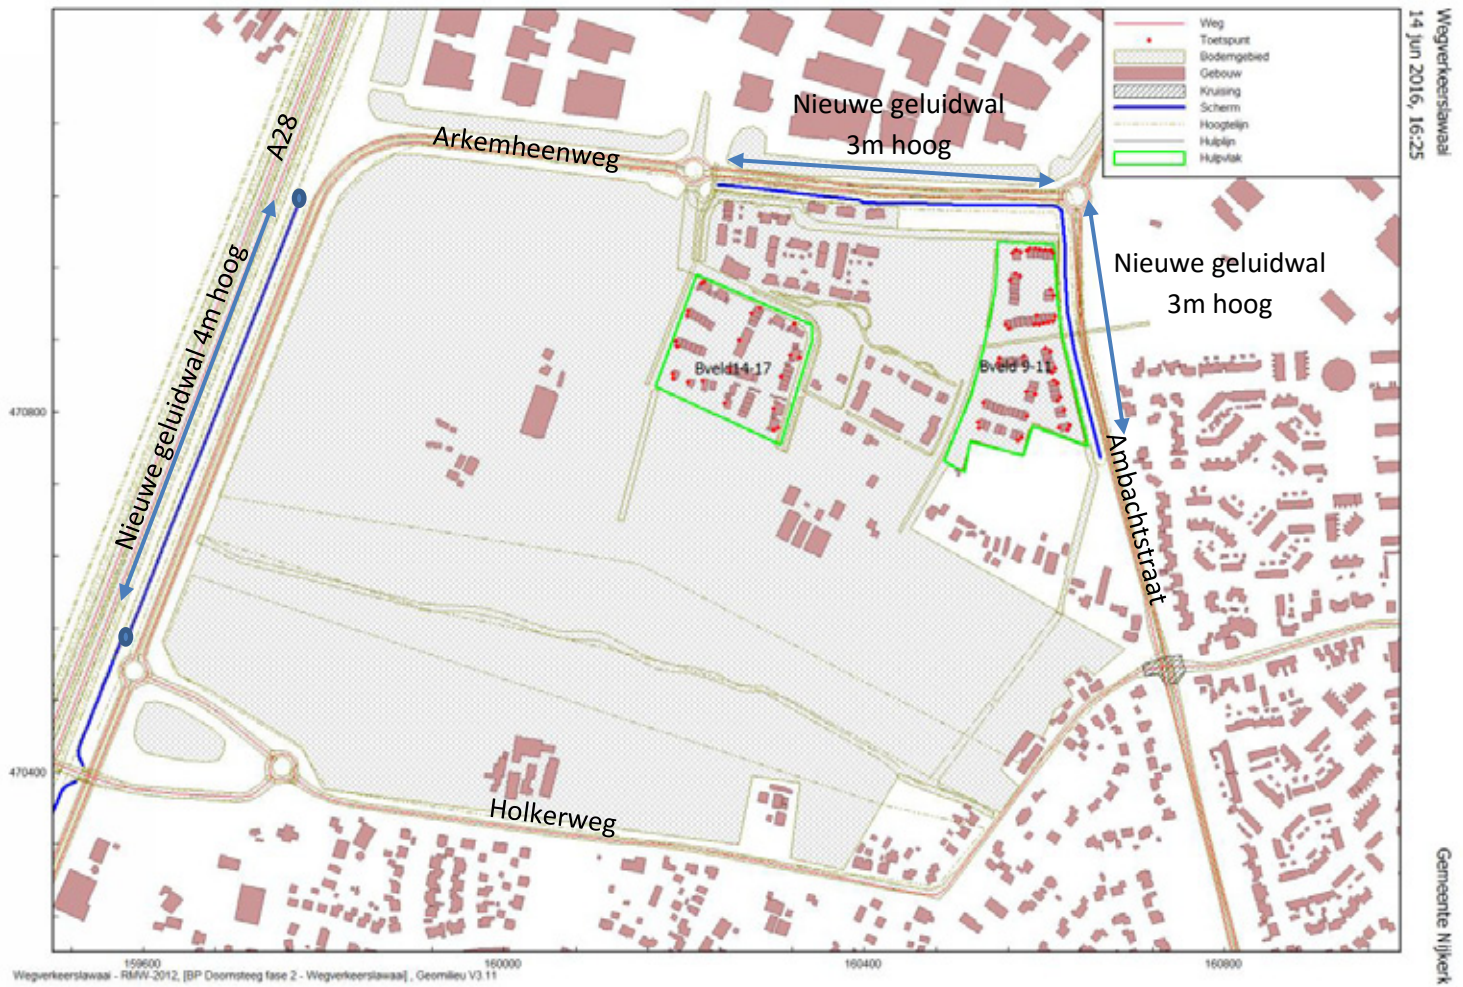 Wegverkeerslawaai
14 jun 2016, 16:25
Weg
Toetspunt
Bodemgebied
Gebouw
Kruising
Scherm
Hoogtelijn
Hulplijn
Hulpvlak
A28
Arkemheenweg
Nieuwe geluidwal
3m hoog
Nieuwe geluidwal
3m hoog
Nieuwe geluidwal 4m hoog
Bveld14-17
Bveld 9-11
Ambachtstraat
Holkerweg
470800
470400
159600
160000
160400
160800
Wegverkeerslawaai - RMW-2012, [BP Doornsteeg fase 2 - Wegverkeerslawaai] , Geomilieu V3.11
Gemeente Nijkerk